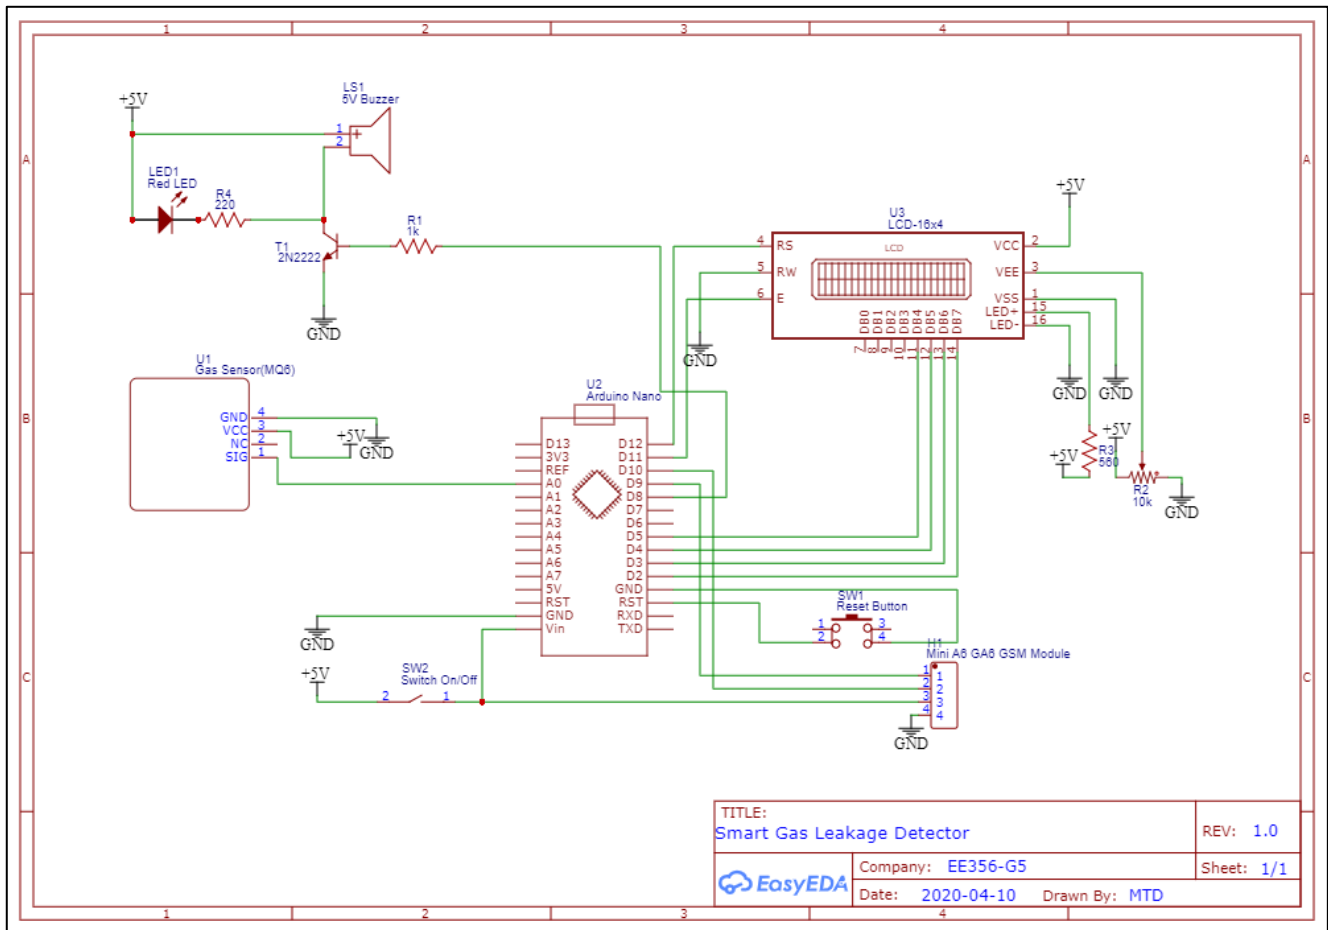 1 2 3 4
A
B
C
A
B
C
+5V
LS1
5V Buzzer
1
2
LED1
Red LED
R4
220
T1
2N2222
R1
1k
GND
U1
Gas Sensor(MQ6)
GND 4
VCC 3
NC 2
SIG 1
+5V
GND
U2
Arduino Nano
D13
3V3
REF
A0
A1
A2
A3
A4
A5
A6
A7
5V
RST
GND
Vin
D12
D11
D10
D9
D8
D7
D6
D5
D4
D3
D2
GND
RST
RXD
TXD
GND
+5V
SW2
Switch On/Off
2 1
U3
LCD-16x4
LCD
4 RS
5 RW
6 E
VCC 2
VEE 3
VSS 1
LED+ 15
LED- 16
DB0
DB1
DB2
DB3
DB4
DB5
DB6
DB7
7
8
9
10
11
12
13
14
+5V
GND
GND
GND
+5V
R3
560
+5V
R2
10k
GND
SW1
Reset Button
1 3
2 4
H1
Mini A6 GA6 GSM Module
1 1
2 2
3 3
4 4
GND
TITLE:
Smart Gas Leakage Detector
REV: 1.0
EasyEDA
Company: EE356-G5
Sheet: 1/1
Date: 2020-04-10 Drawn By: MTD
1 2 3 4